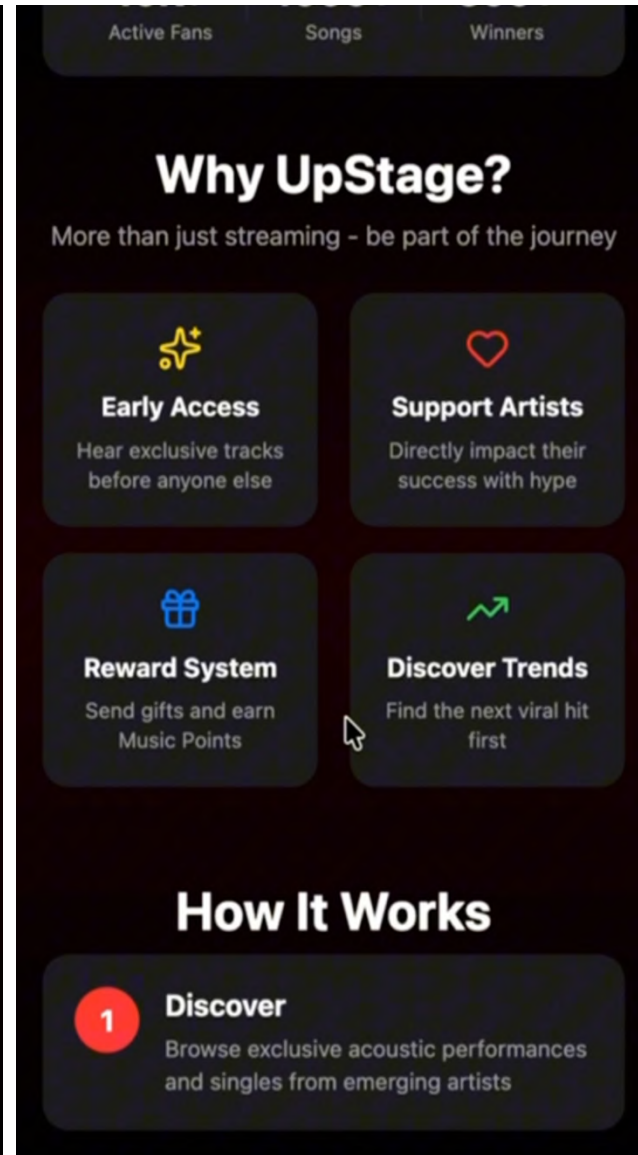 Active Fans Songs Winners
Why UpStage?
More than just streaming - be part of the journey
Early Access
Hear exclusive tracks
before anyone else
Support Artists
Directly impact their
success with hype
Reward System
Send gifts and earn
Music Points
Discover Trends
Find the next viral hit
first
How It Works
1
Discover
Browse exclusive acoustic performances
and singles from emerging artists